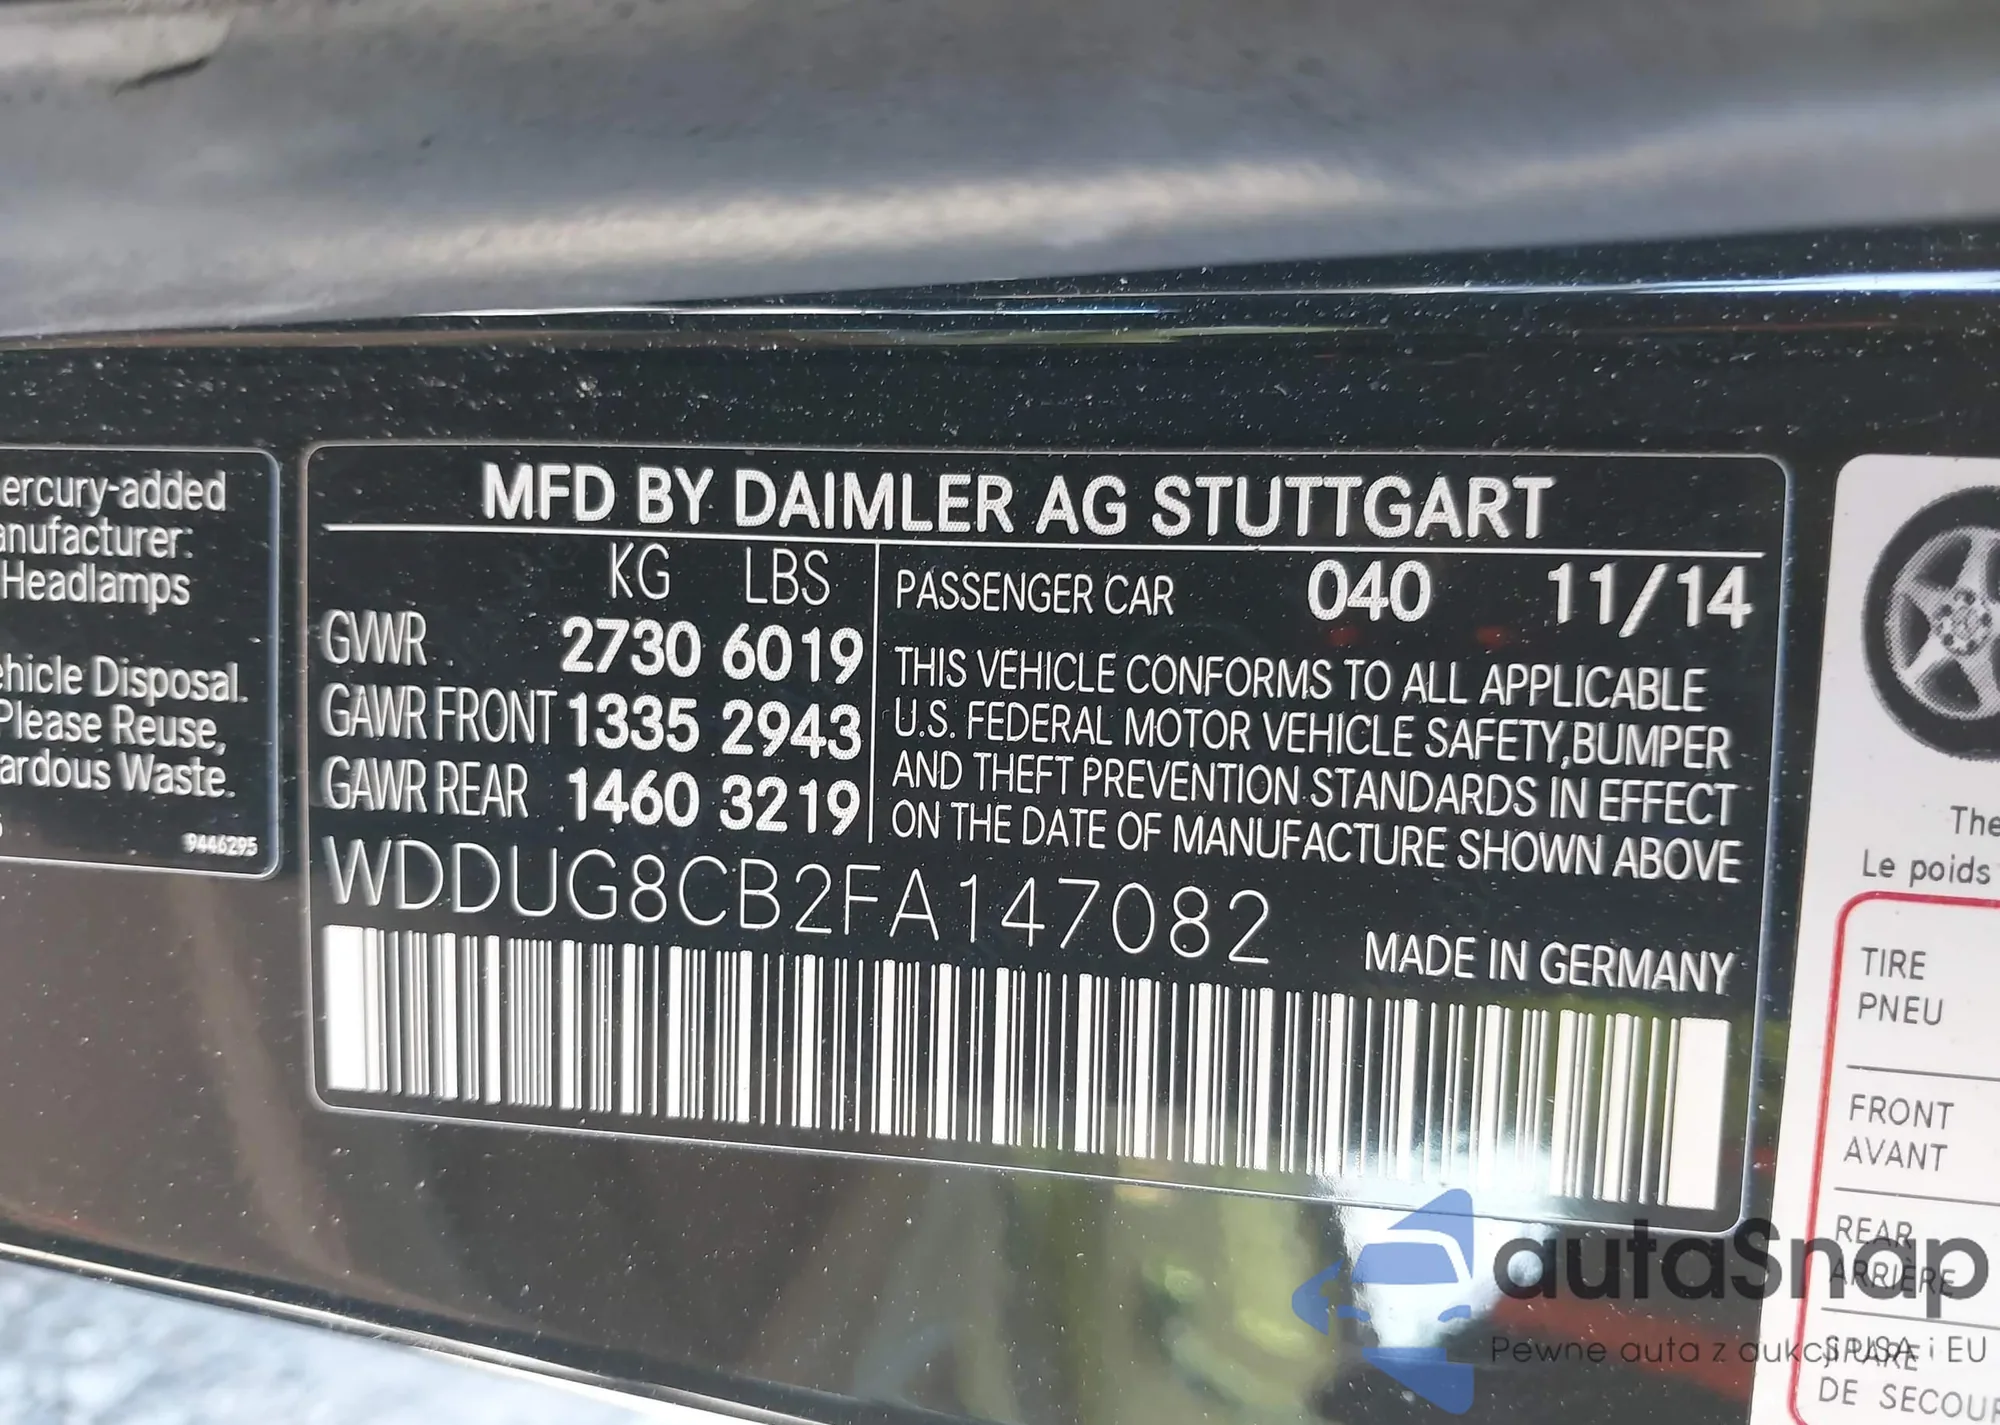 ercury-added
anufacturer:
Headlamps
ehicle Disposal.
Please Reuse,
ardous Waste.
9446295
MFD BY DAIMLER AG STUTTGART
KG LBS
GVWR 2730 6019
GAWR FRONT 1335 2943
GAWR REAR 1460 3219
PASSENGER CAR 040 11/14
THIS VEHICLE CONFORMS TO ALL APPLICABLE
U.S. FEDERAL MOTOR VEHICLE SAFETY,BUMPER
AND THEFT PREVENTION STANDARDS IN EFFECT
ON THE DATE OF MANUFACTURE SHOWN ABOVE
WDDUG8CB2FA147082
MADE IN GERMANY
The
Le poids
TIRE
PNEU
FRONT
AVANT
REAR
ARRIÈRE
SPARE
DE SECOUR
autaSnap
Pewne auta z aukcji USA i EU